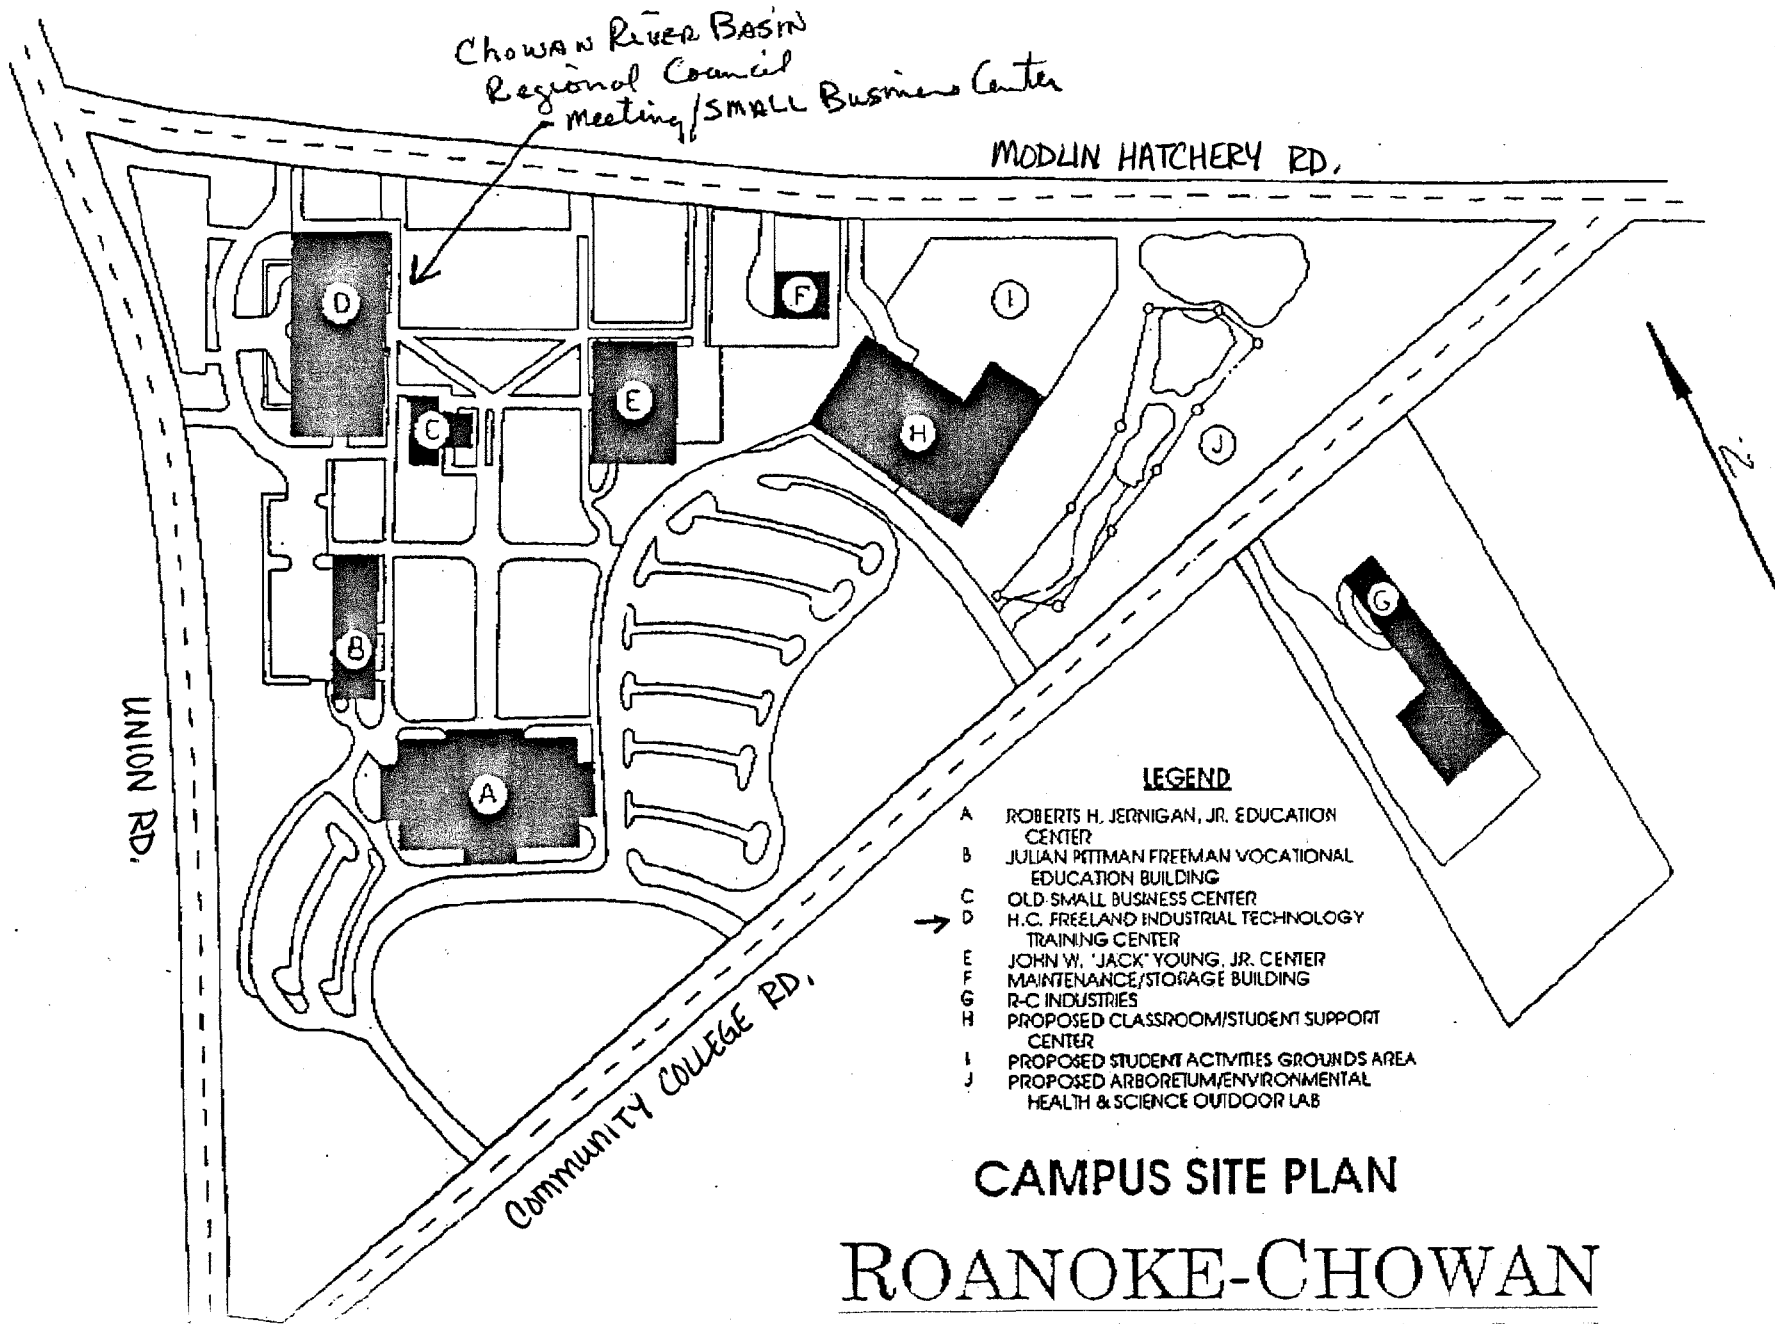 Chowan River Basin
Regional Council
Meeting/SMALL Business Center
MODLIN HATCHERY RD.
D
F
I
E
C
H
J
N.
G
B
UNION RD.
A
LEGEND
A ROBERTS H. JERNIGAN, JR. EDUCATION
CENTER
B JULIAN PITTMAN FREEMAN VOCATIONAL
EDUCATION BUILDING
C OLD SMALL BUSINESS CENTER
→ D H.C. FREELAND INDUSTRIAL TECHNOLOGY
TRAINING CENTER
E JOHN W. "JACK" YOUNG, JR. CENTER
F MAINTENANCE/STORAGE BUILDING
G R-C INDUSTRIES
H PROPOSED CLASSROOM/STUDENT SUPPORT
CENTER
I PROPOSED STUDENT ACTIVITIES GROUNDS AREA
J PROPOSED ARBORETUM/ENVIRONMENTAL
HEALTH & SCIENCE OUTDOOR LAB
COMMUNITY COLLEGE RD.
CAMPUS SITE PLAN
ROANOKE-CHOWAN